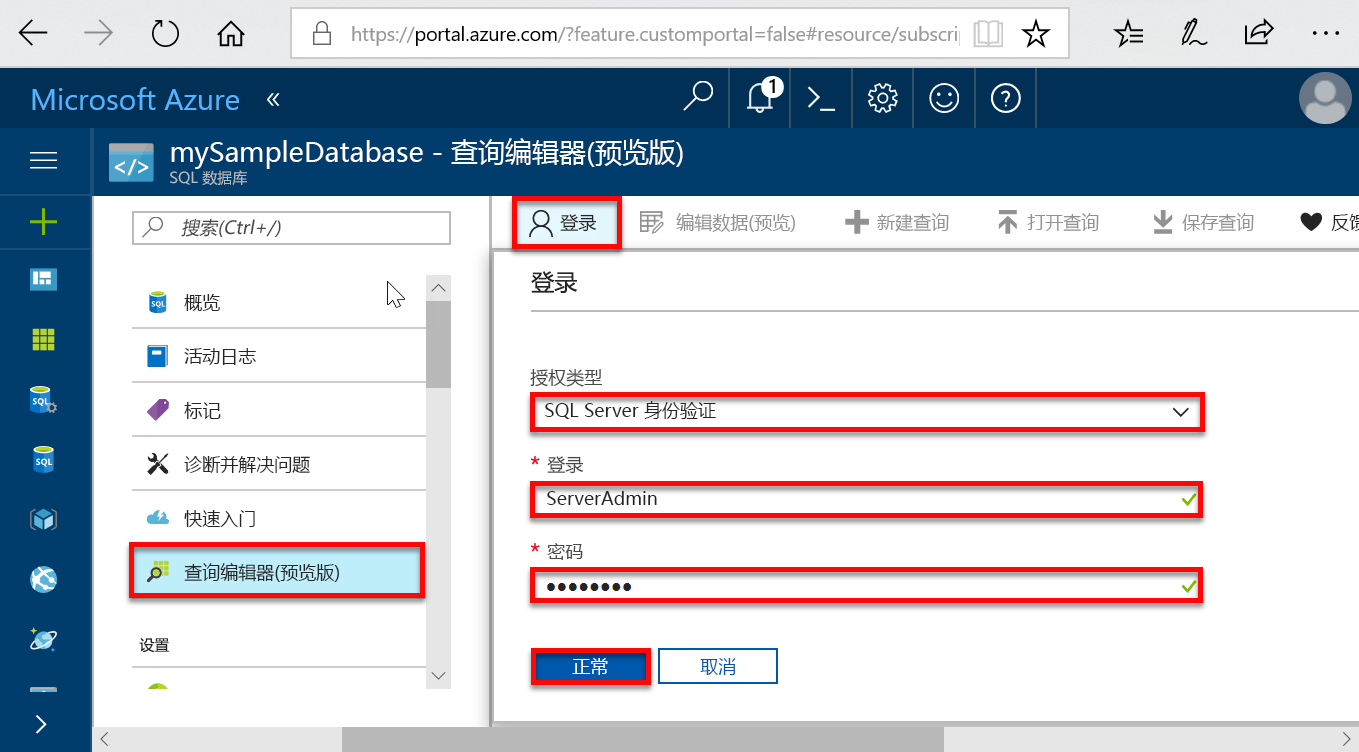 https://portal.azure.com/?feature.customportal=false#resource/subscri
Microsoft Azure «
1
mySampleDatabase - 查询编辑器(预览版)
SQL 数据库
搜索(Ctrl+/)
登录
编辑数据(预览)
新建查询
打开查询
保存查询
反馈
概览
活动日志
标记
诊断并解决问题
快速入门
查询编辑器(预览版)
设置
登录
授权类型
SQL Server 身份验证
* 登录
ServerAdmin
* 密码
••••••••
正常
取消